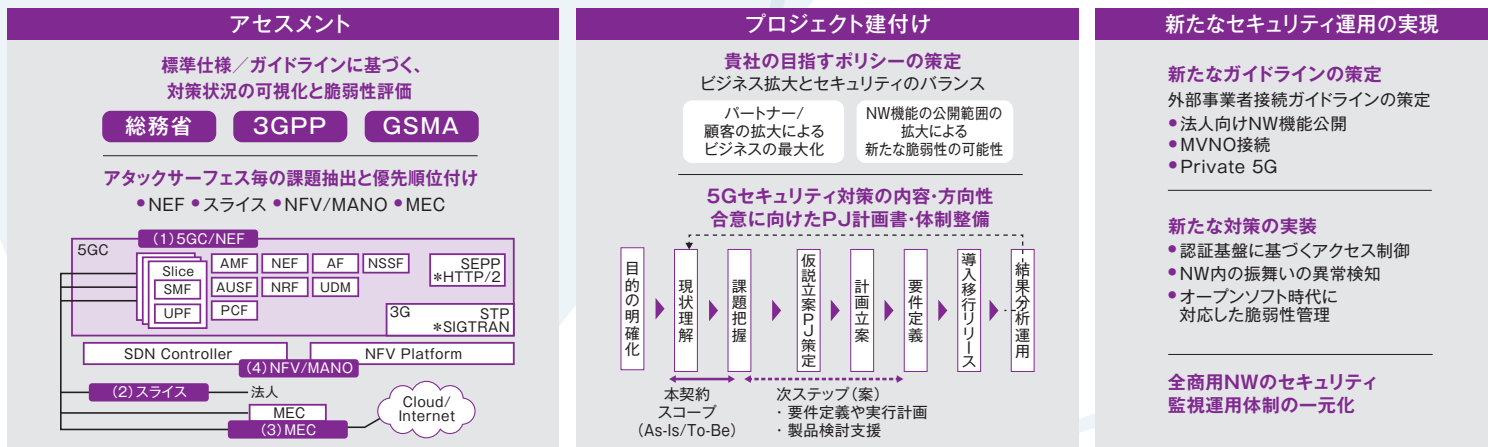 アセスメント
標準仕様／ガイドラインに基づく、
対策状況の可視化と脆弱性評価
総務省
3GPP
GSMA
アタックサーフェス毎の課題抽出と優先順位付け
●NEF ●スライス ●NFV/MANO ●MEC
(1)5GC/NEF
5GC
Slice
SMF
UPF
AMF
NEF
AF
NSSF
AUSF
NRF
UDM
PCF
SEPP
*HTTP/2
3G
STP
*SIGTRAN
SDN Controller
NFV Platform
(4)NFV/MANO
(2)スライス
法人
MEC
(3)MEC
Cloud/
Internet
プロジェクト建付け
貴社の目指すポリシーの策定
ビジネス拡大とセキュリティのバランス
パートナー/
顧客の拡大による
ビジネスの最大化
NW機能の公開範囲の
拡大による
新たな脆弱性の可能性
5Gセキュリティ対策の内容・方向性
合意に向けたPJ計画書・体制整備
目的の明確化
現状理解
課題把握
仮説立案PJ策定
計画立案
要件定義
導入移行リリース
結果分析運用
本契約
スコープ
(As-Is/To-Be)
次ステップ(案)
・要件定義や実行計画
・製品検討支援
新たなセキュリティ運用の実現
新たなガイドラインの策定
外部事業者接続ガイドラインの策定
●法人向けNW機能公開
●MVNO接続
●Private 5G
新たな対策の実装
●認証基盤に基づくアクセス制御
●NW内の振舞いの異常検知
●オープンソフト時代に
対応した脆弱性管理
全商用NWのセキュリティ
監視運用体制の一元化